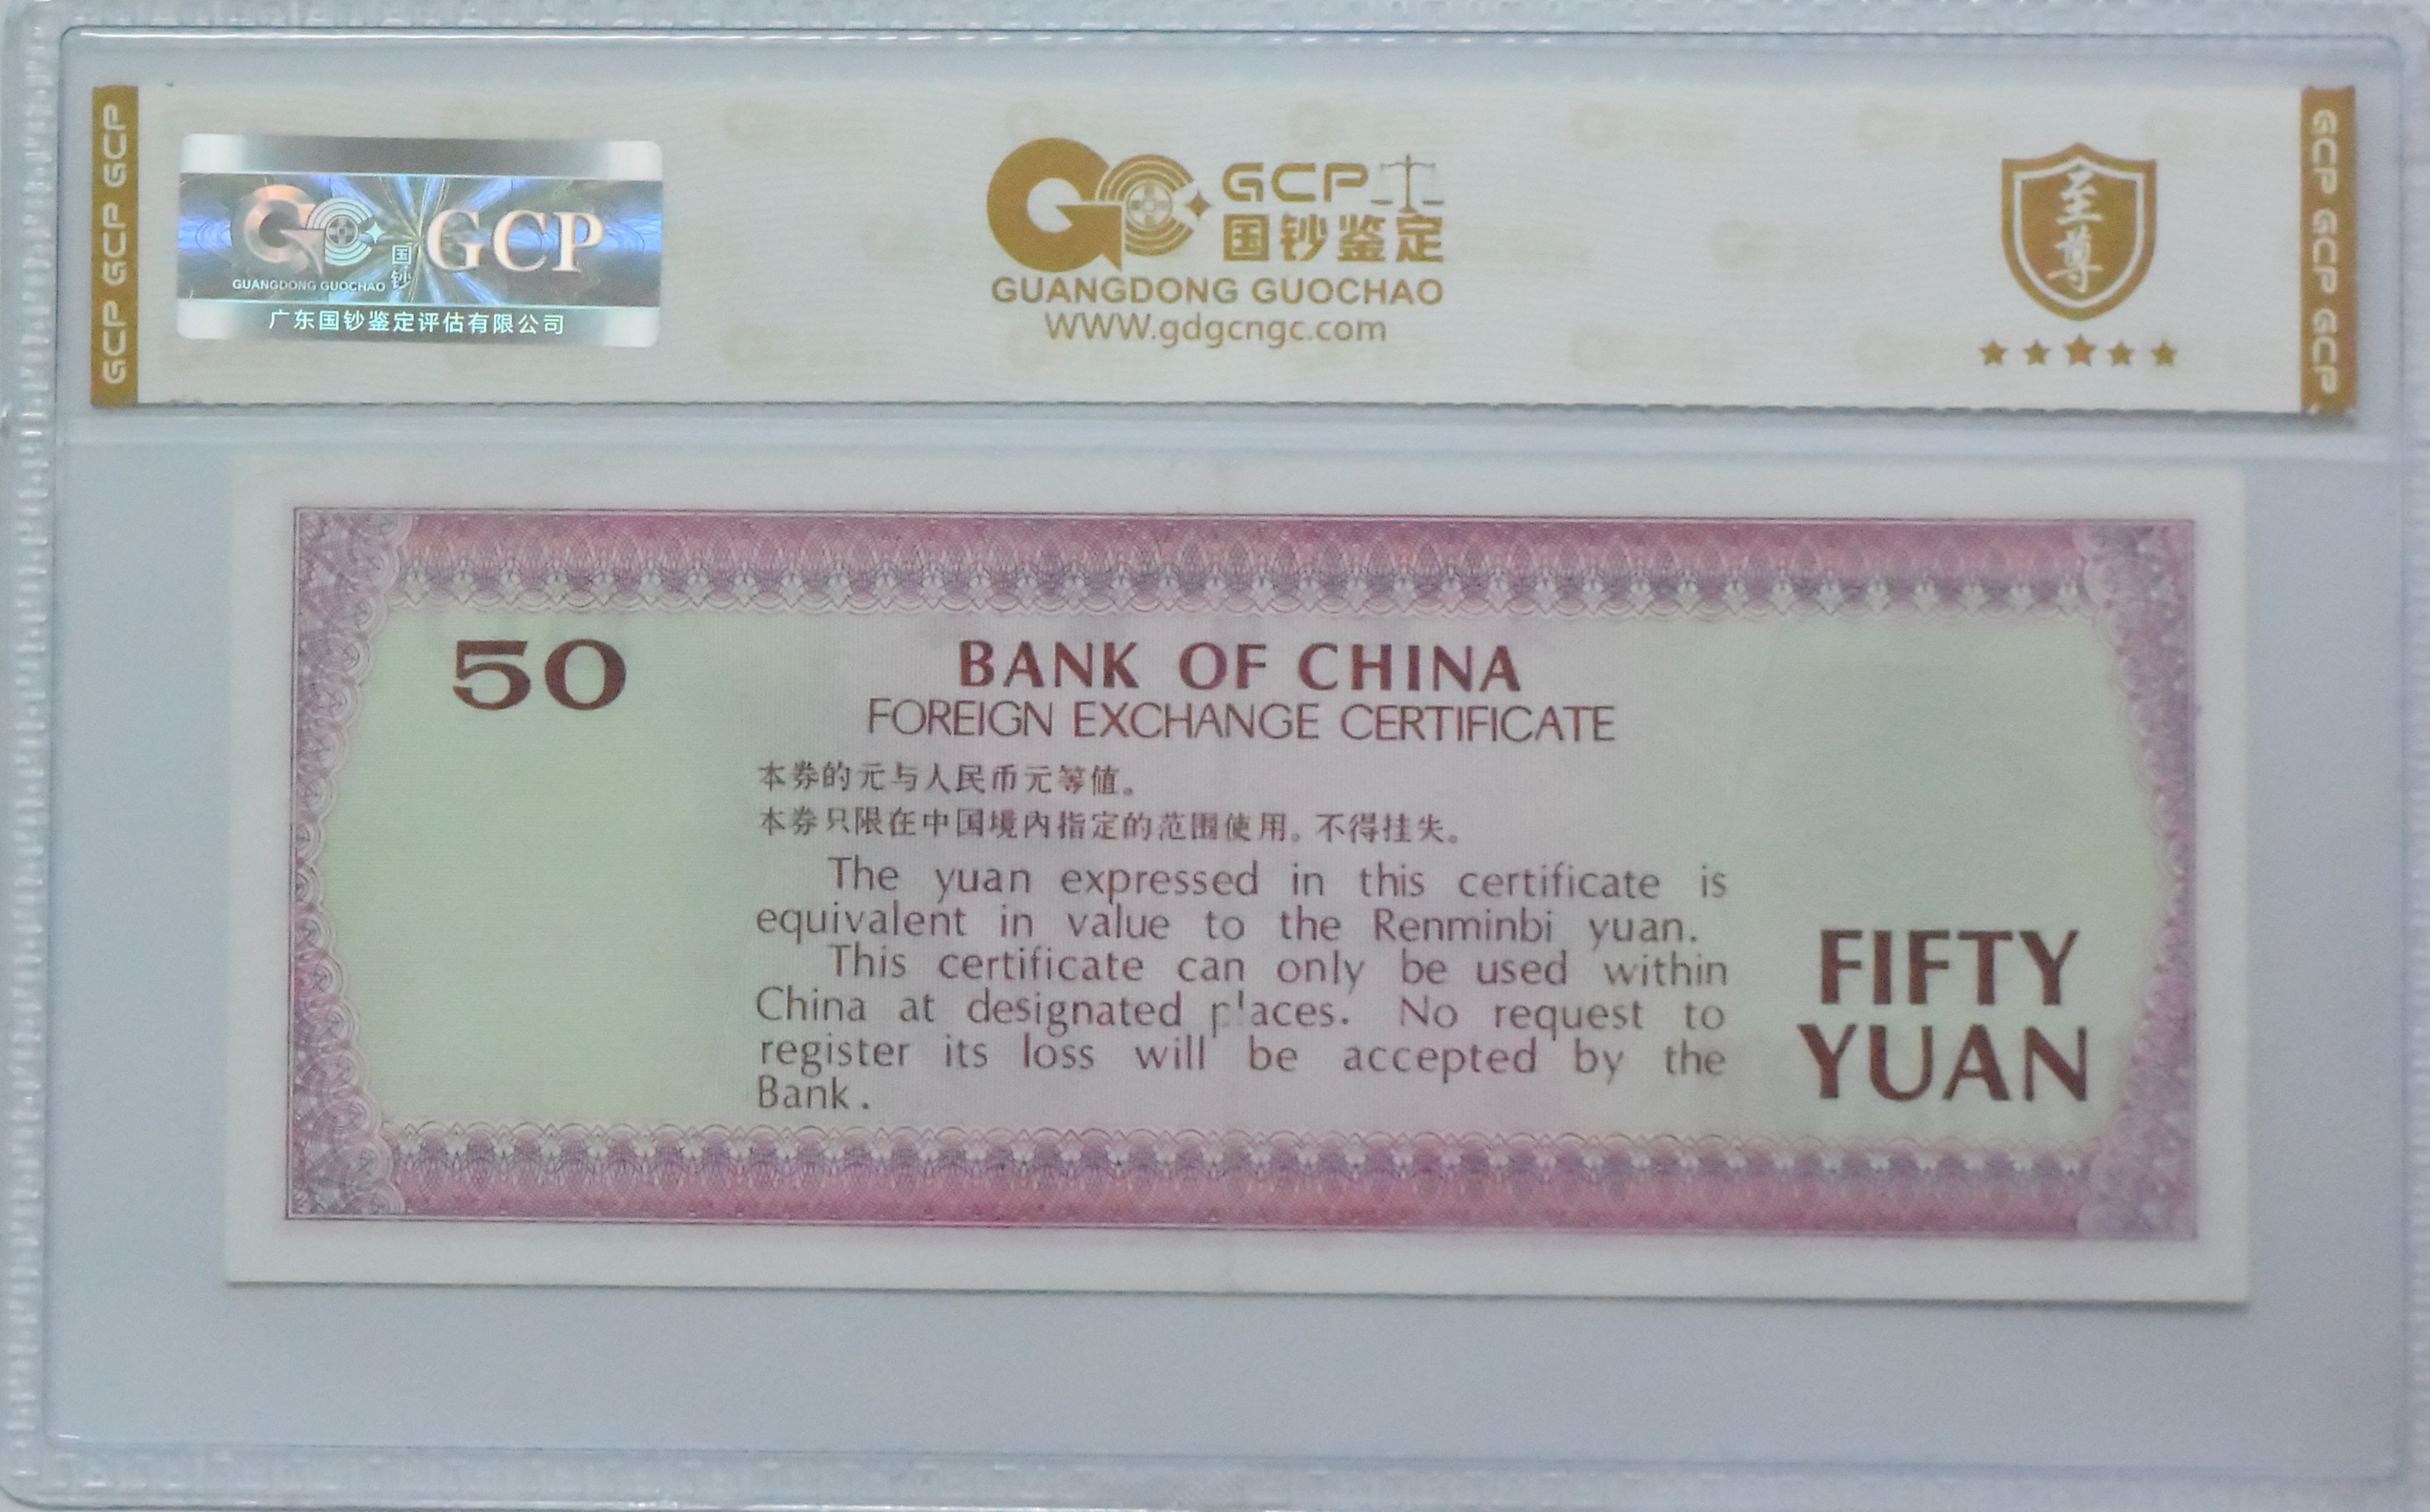 GCP GCP GCP
GCP
国钞
GUANGDONG GUOCHAO
广东国钞鉴定评估有限公司
GCP
国钞鉴定
GUANGDONG GUOCHAO
WWW.gdgcngc.com
至尊
GCP GCP GCP
50
BANK OF CHINA
FOREIGN EXCHANGE CERTIFICATE
本券的元与人民币元等值。
本券只限在中国境内指定的范围使用。不得挂失。
The yuan expressed in this certificate is
equivalent in value to the Renminbi yuan.
This certificate can only be used within
China at designated places. No request to
register its loss will be accepted by the
Bank.
FIFTY
YUAN